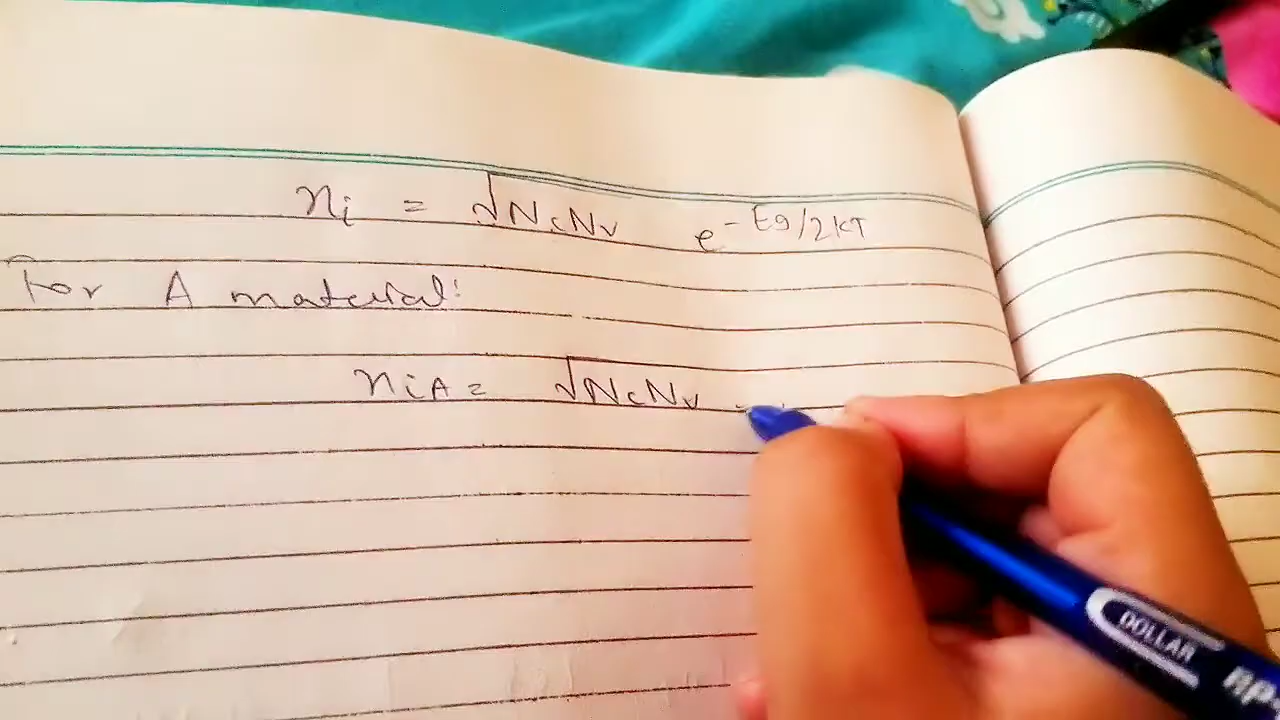 ni = √NcNv e^-Eg/2KT
For A material:
niA = √NcNv
DOLLAR